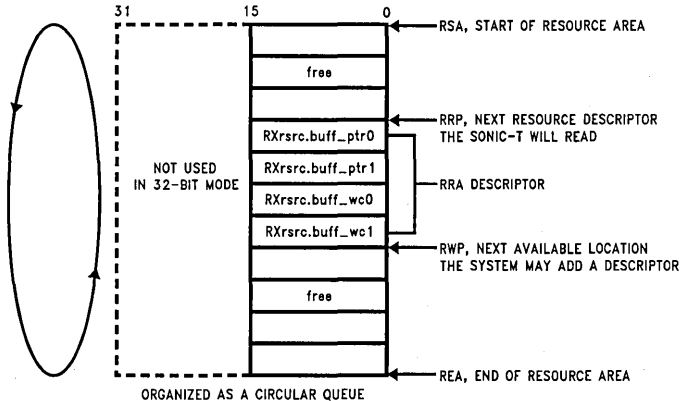 31 15 0
RSA, START OF RESOURCE AREA
free
RRP, NEXT RESOURCE DESCRIPTOR
THE SONIC-T WILL READ
RXrsrc.buff_ptr0
NOT USED
IN 32-BIT MODE
RXrsrc.buff_ptr1
RRA DESCRIPTOR
RXrsrc.buff_wc0
RXrsrc.buff_wc1
RWP, NEXT AVAILABLE LOCATION
THE SYSTEM MAY ADD A DESCRIPTOR
free
REA, END OF RESOURCE AREA
ORGANIZED AS A CIRCULAR QUEUE